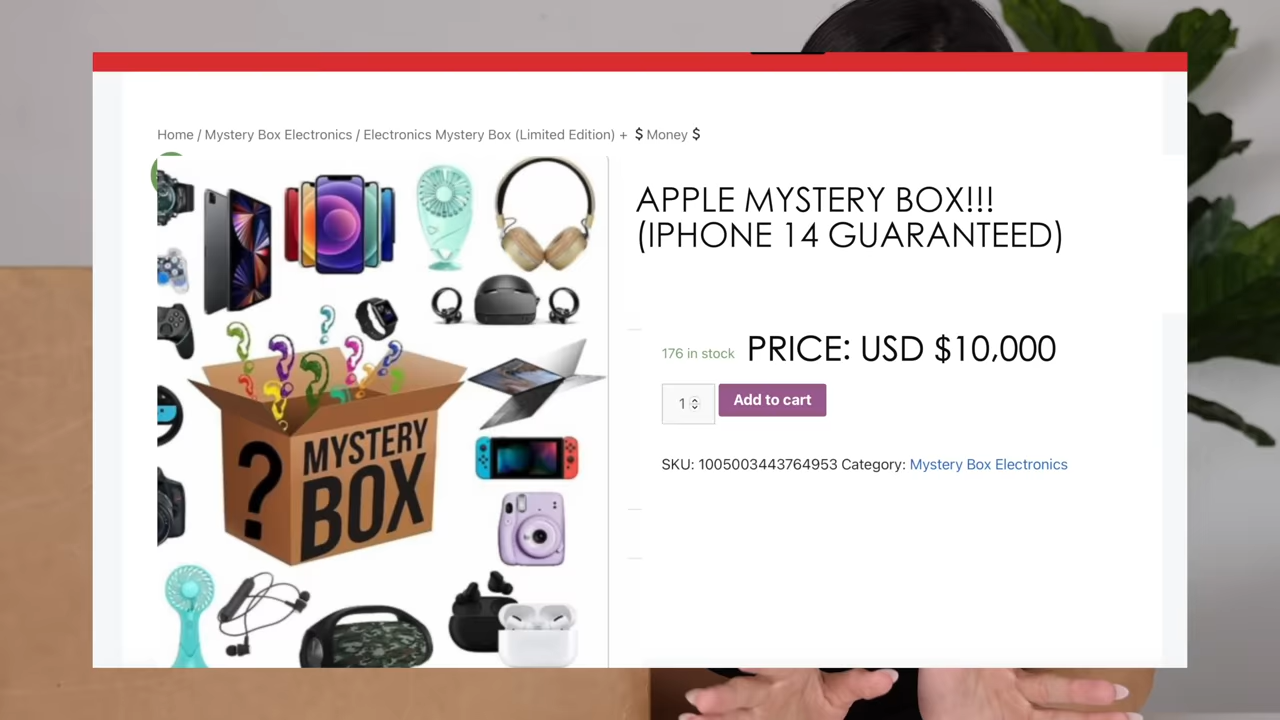 Home / Mystery Box Electronics / Electronics Mystery Box (Limited Edition) + $ Money $
APPLE MYSTERY BOX!!!
(IPHONE 14 GUARANTEED)
176 in stock PRICE: USD $10,000
1 Add to cart
SKU: 1005003443764953 Category: Mystery Box Electronics
? MYSTERY
BOX